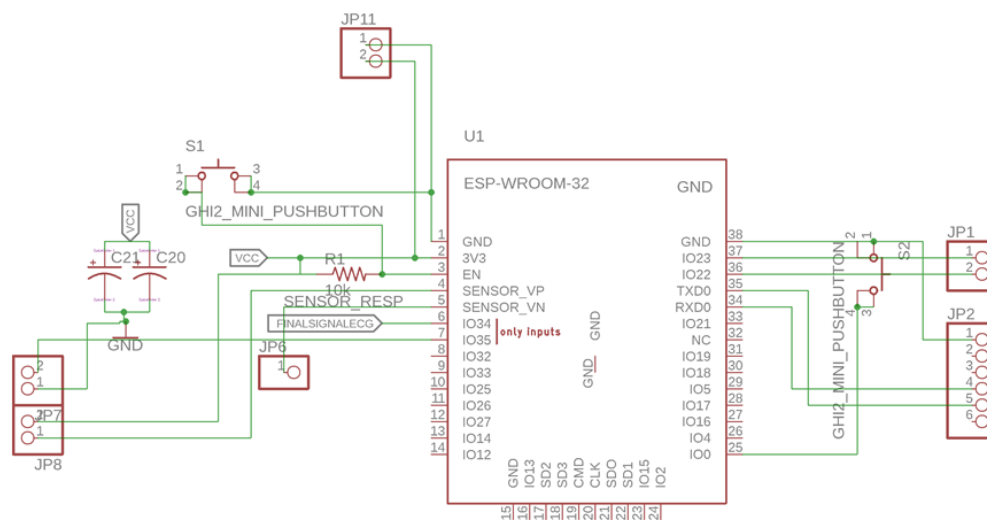 JP11
1
2
U1
S1
1
2
3
4
GHI2_MINI_PUSHBUTTON
ESP-WROOM-32
GND
VCC
C21
C20
GND
VCC
R1
10k
SENSOR_RESP
FINALSIGNALECG
JP6
1
2
1
JP7
1
JP8
1 GND
2 3V3
3 EN
4 SENSOR_VP
5 SENSOR_VN
6 IO34
7 IO35
8 IO32
9 IO33
10 IO25
11 IO26
12 IO27
13 IO14
14 IO12
only inputs
GND
GND
38 GND
37 IO23
36 IO22
35 TXD0
34 RXD0
33 IO21
32 NC
31 IO19
30 IO18
29 IO5
28 IO17
27 IO16
26 IO4
25 IO0
GND
IO13
SD2
SD3
CMD
CLK
SDO
SD1
IO15
IO2
15
16
17
18
19
20
21
22
23
24
2
1
S2
4
3
GHI2_MINI_PUSHBUTTON
JP1
1
2
JP2
1
2
3
4
5
6